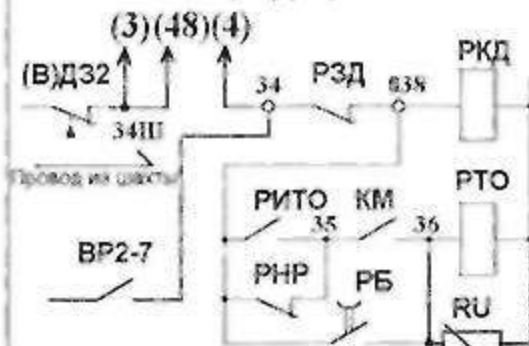 (3)(48)(4)
(В)ДЗ2
34
РЗД
838
РКД
34Ш
Провод из шахты
РИТО
КМ
РТО
35
36
ВР2-7
РНР
РБ
RU